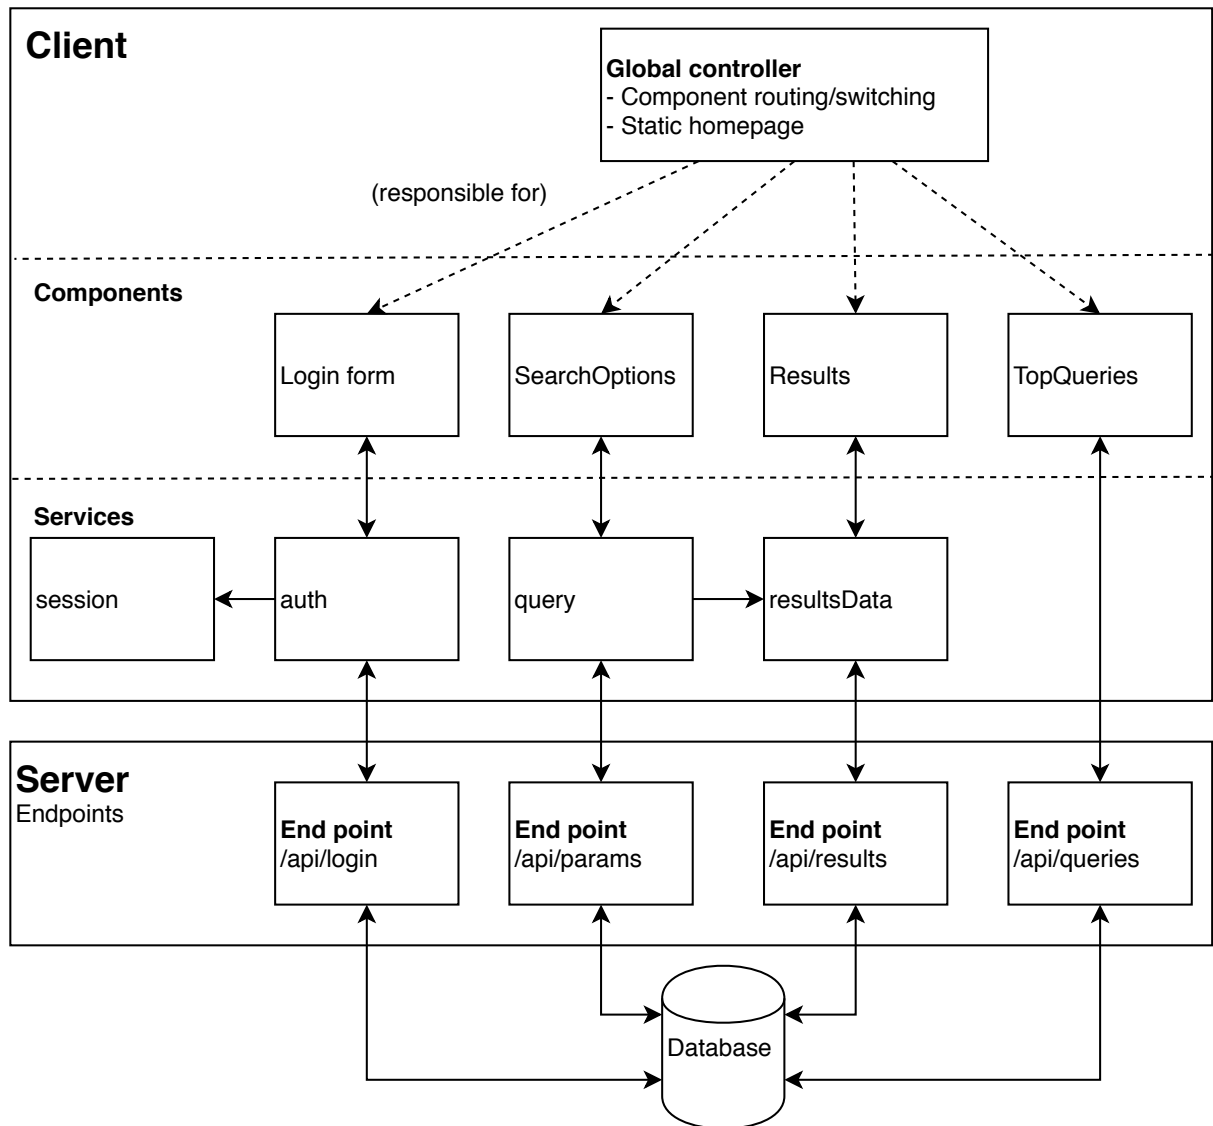 Client
Global controller
- Component routing/switching
- Static homepage
(responsible for)
Components
Login form
SearchOptions
Results
TopQueries
Services
session
auth
query
resultsData
Server
Endpoints
End point
/api/login
End point
/api/params
End point
/api/results
End point
/api/queries
Database